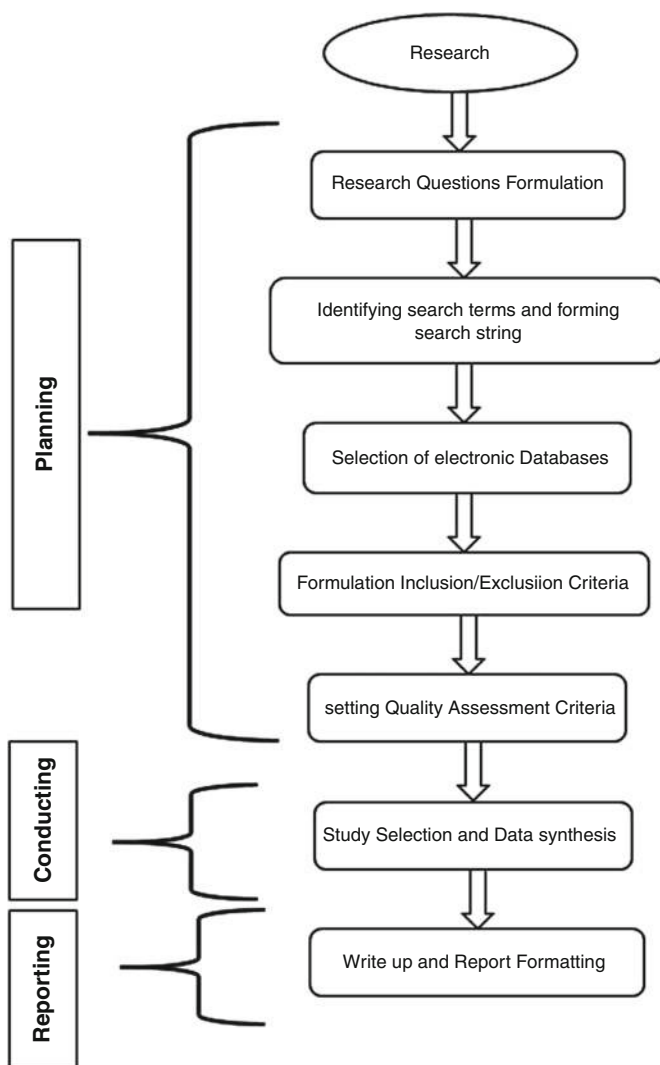 Research
Research Questions Formulation
Identifying search terms and forming
search string
Planning
Selection of electronic Databases
Formulation Inclusion/Exclusiion Criteria
setting Quality Assessment Criteria
Conducting
Study Selection and Data synthesis
Reporting
Write up and Report Formatting